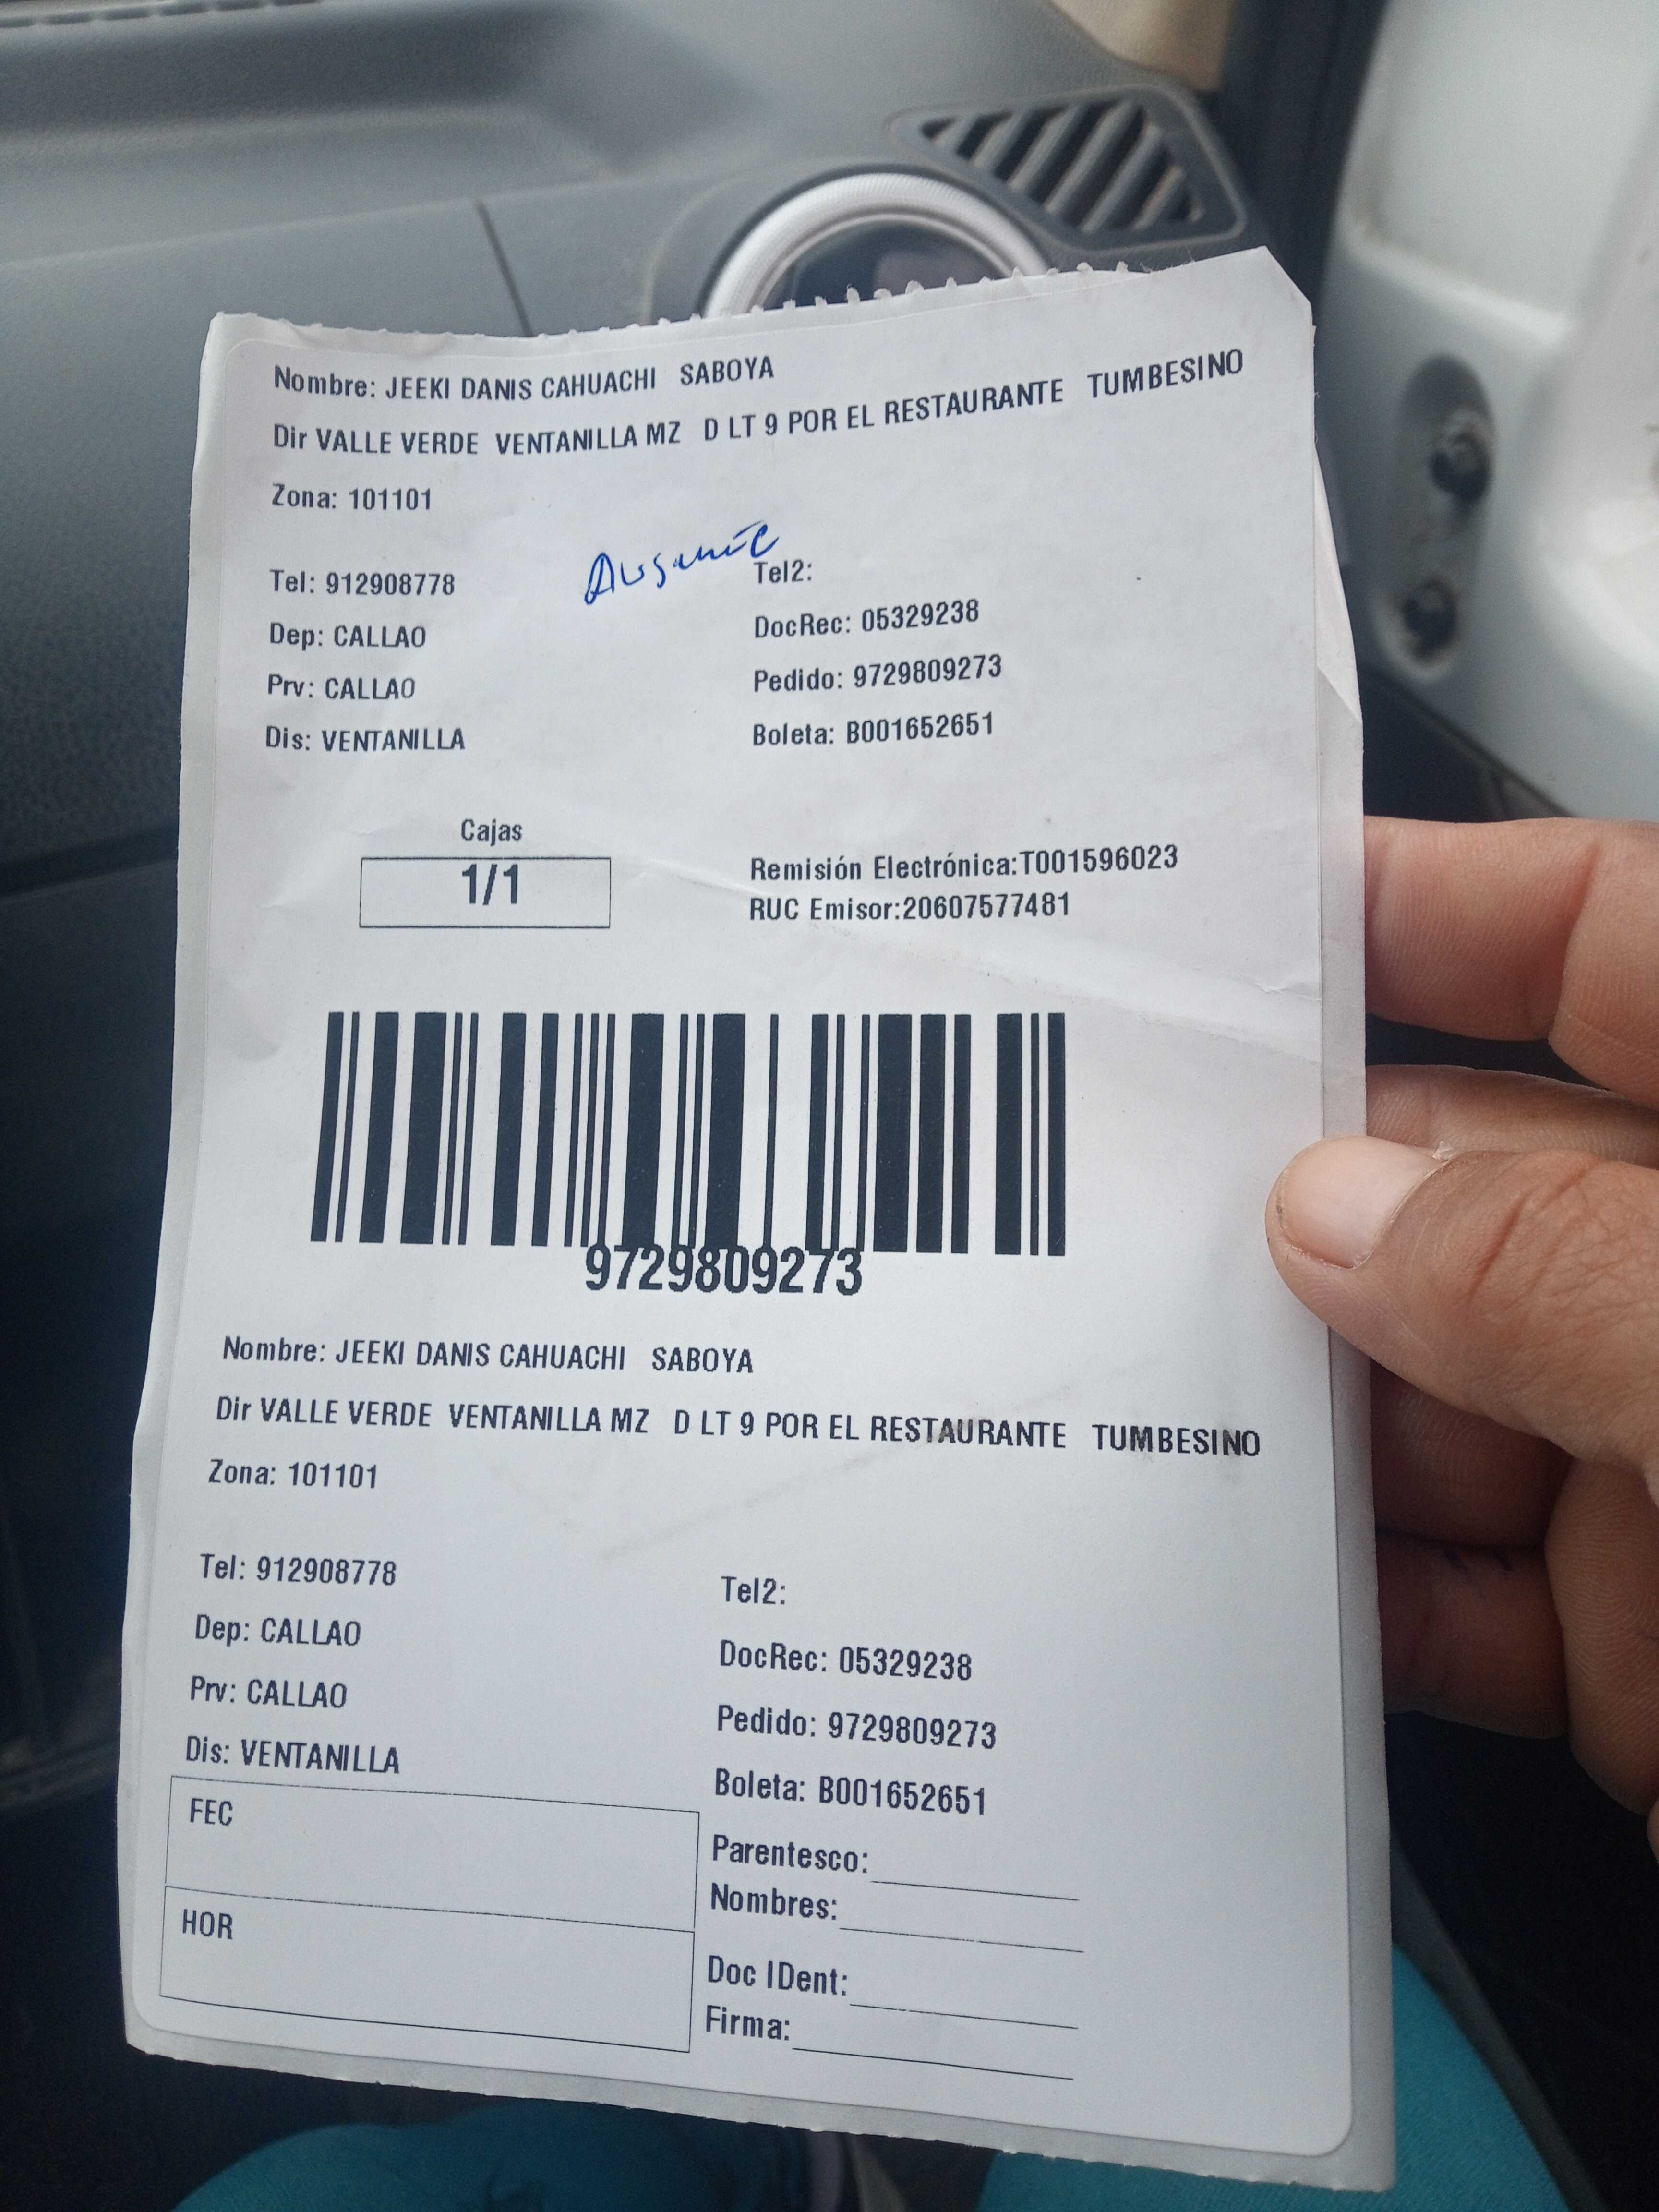 Nombre: JEEKI DANIS CAHUACHI SABOYA
Dir VALLE VERDE VENTANILLA MZ D LT 9 POR EL RESTAURANTE TUMBESINO
Zona: 101101
Ausente
Tel: 912908778 Tel2:
Dep: CALLAO DocRec: 05329238
Prv: CALLAO Pedido: 9729809273
Dis: VENTANILLA Boleta: B001652651
Cajas
1/1
Remisión Electrónica:T001596023
RUC Emisor:20607577481
9729809273
Nombre: JEEKI DANIS CAHUACHI SABOYA
Dir VALLE VERDE VENTANILLA MZ D LT 9 POR EL RESTAURANTE TUMBESINO
Zona: 101101
Tel: 912908778 Tel2:
Dep: CALLAO DocRec: 05329238
Prv: CALLAO Pedido: 9729809273
Dis: VENTANILLA Boleta: B001652651
FEC
HOR
Parentesco:
Nombres:
Doc IDent:
Firma: